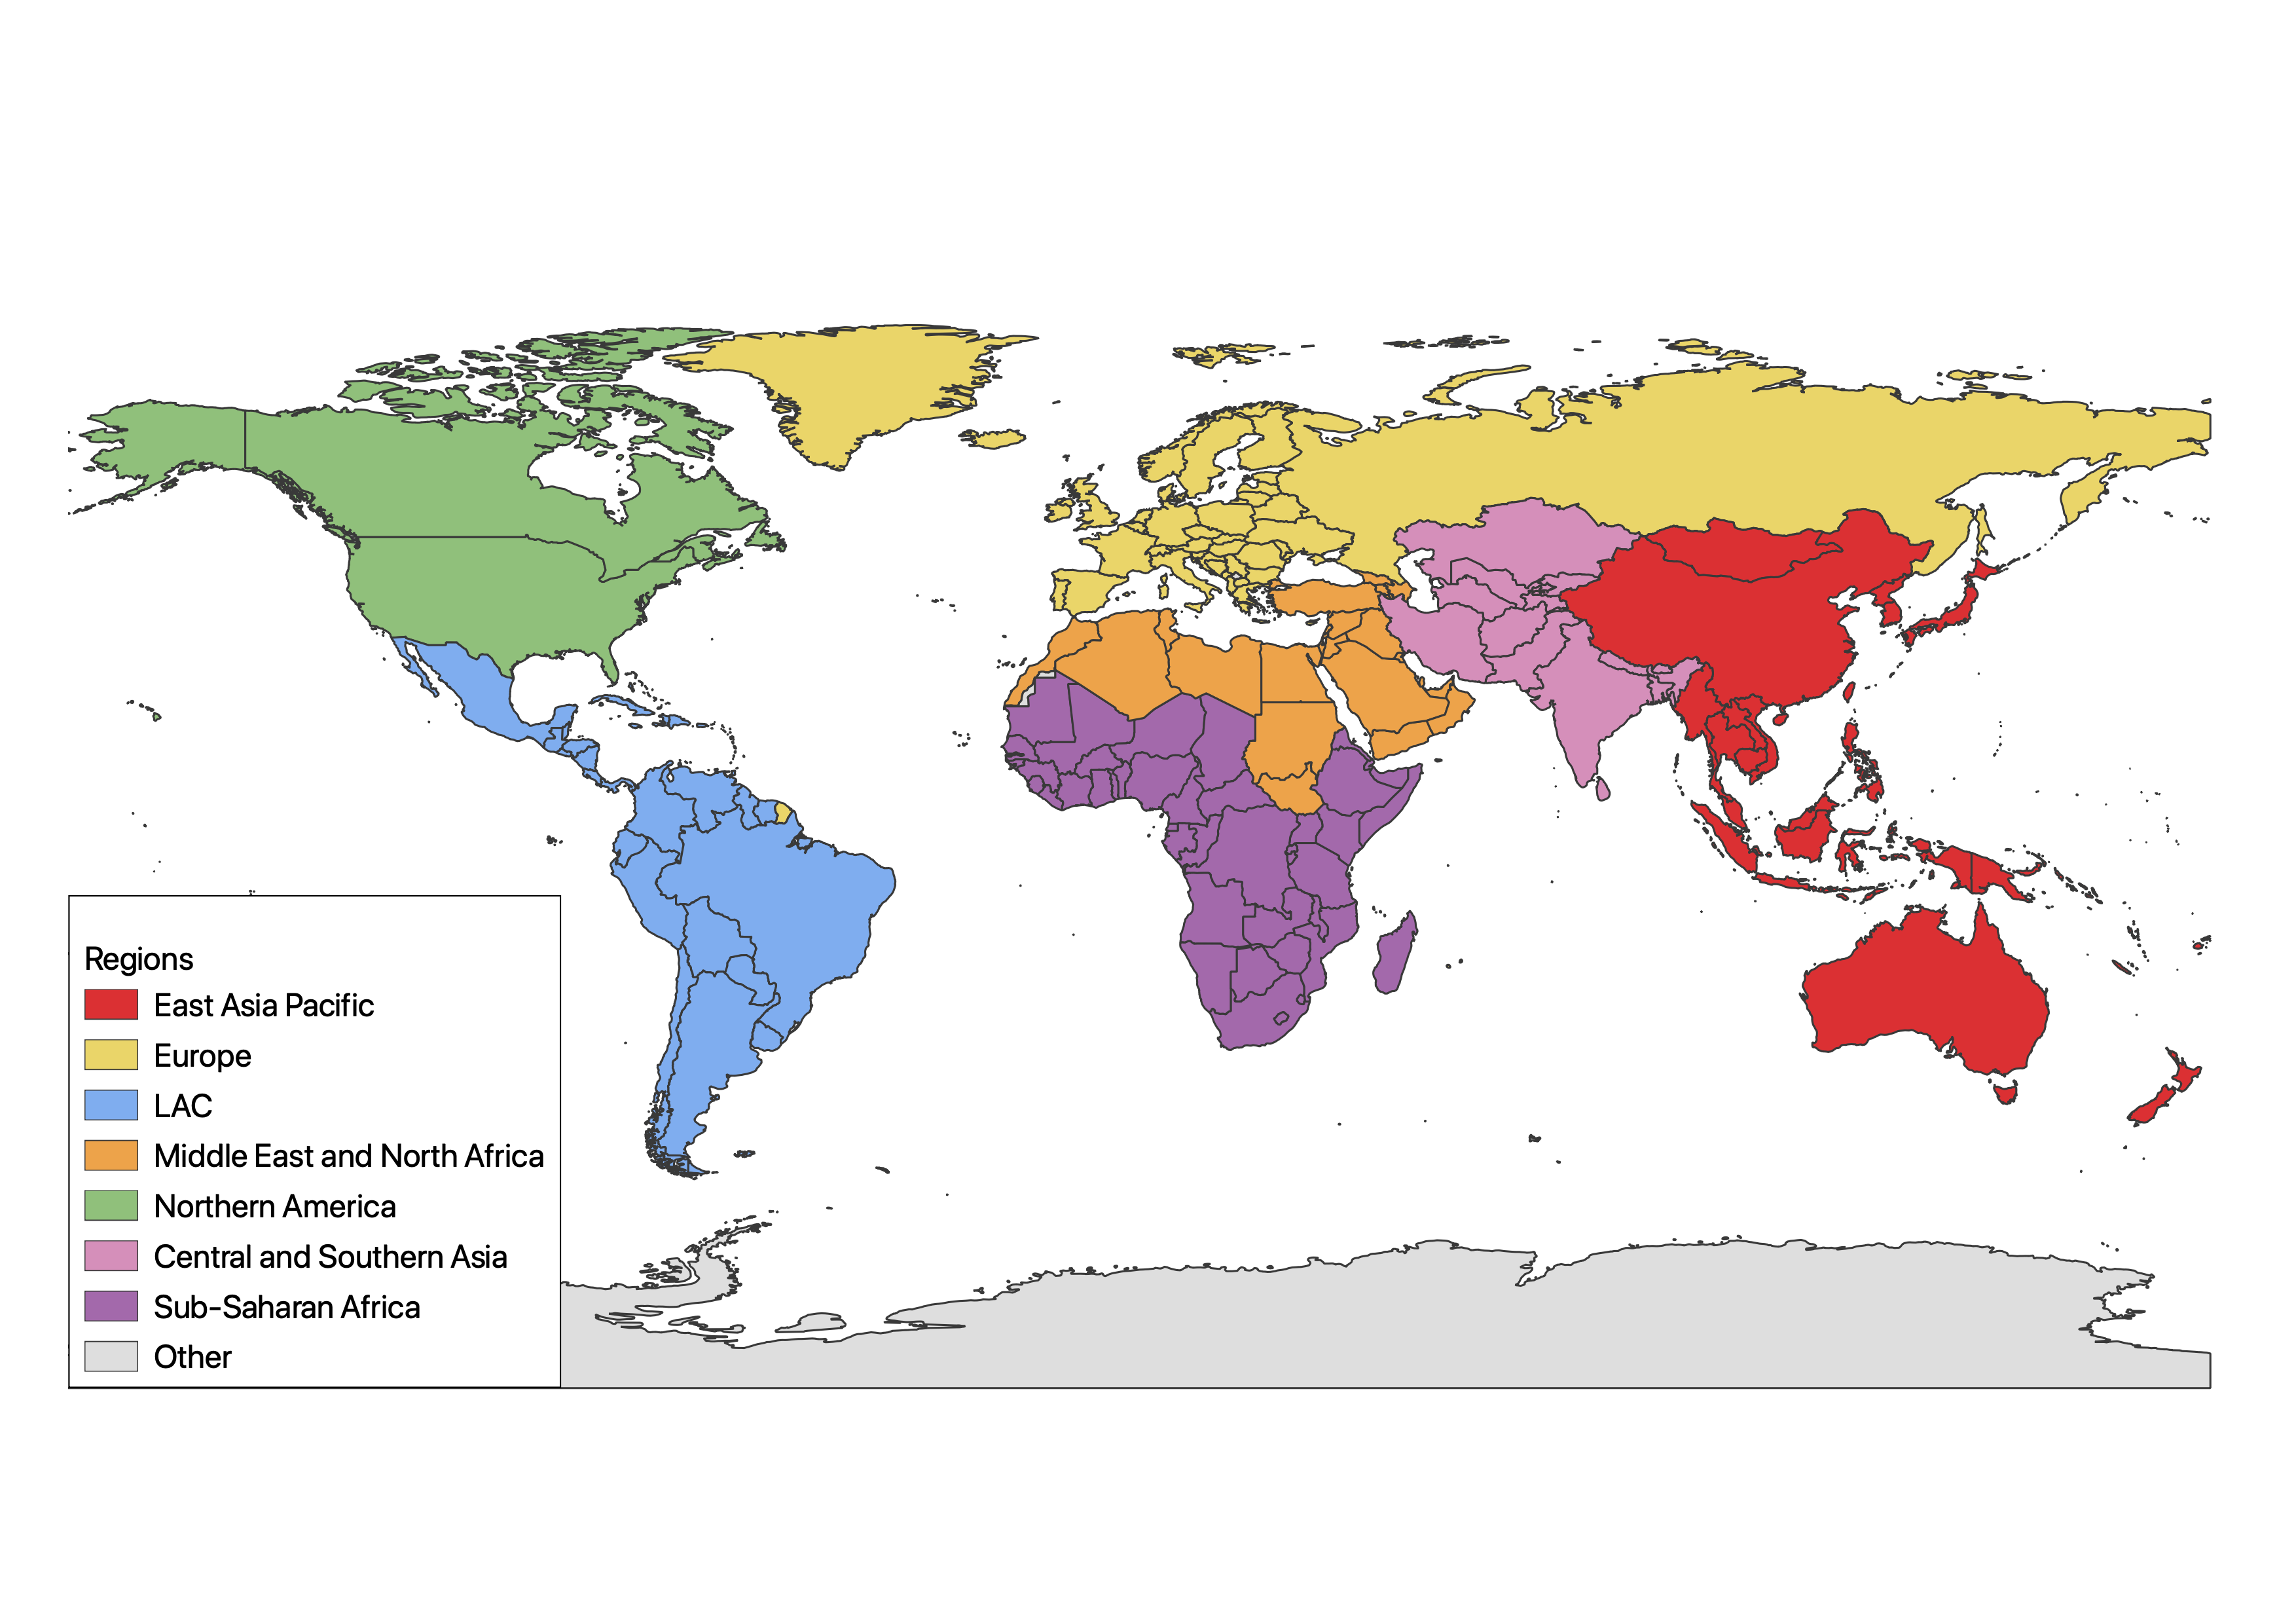 Regions
East Asia Pacific
Europe
LAC
Middle East and North Africa
Northern America
Central and Southern Asia
Sub-Saharan Africa
Other